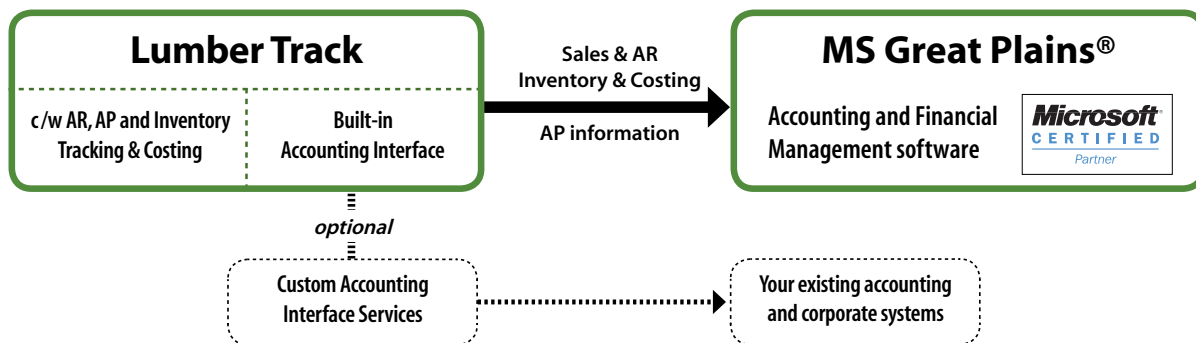 Lumber Track
c/w AR, AP and Inventory
Tracking & Costing
Built-in
Accounting Interface
Sales & AR
Inventory & Costing
AP information
MS Great Plains®
Accounting and Financial
Management software
Microsoft®
CERTIFIED
Partner
optional
Custom Accounting
Interface Services
Your existing accounting
and corporate systems